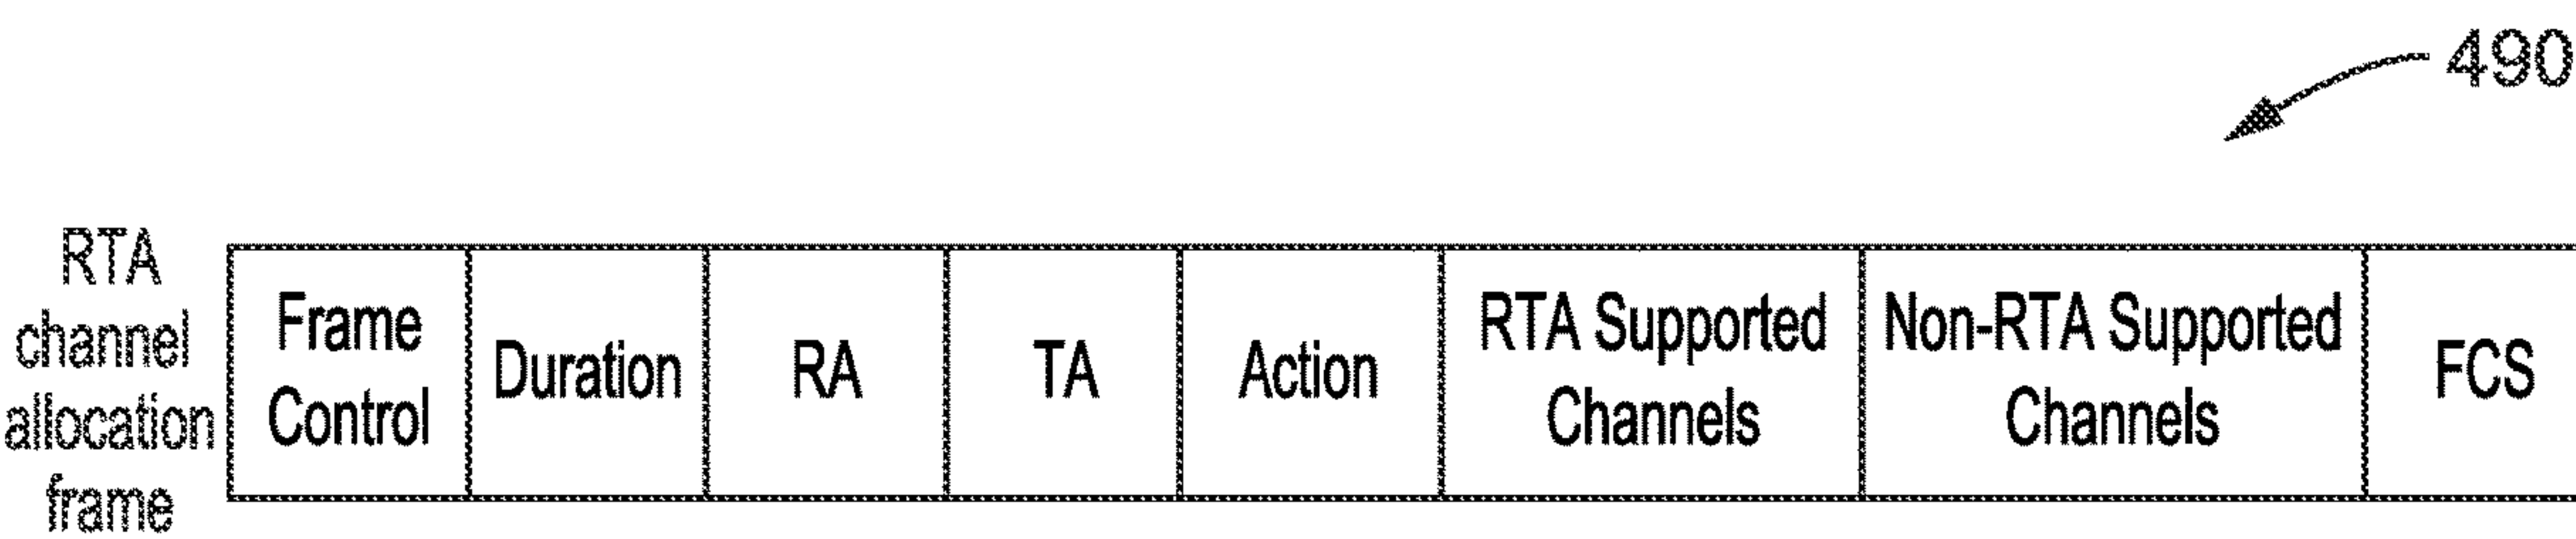 490
RTA
channel
allocation
frame
Frame
Control
Duration
RA
TA
Action
RTA Supported
Channels
Non-RTA Supported
Channels
FCS